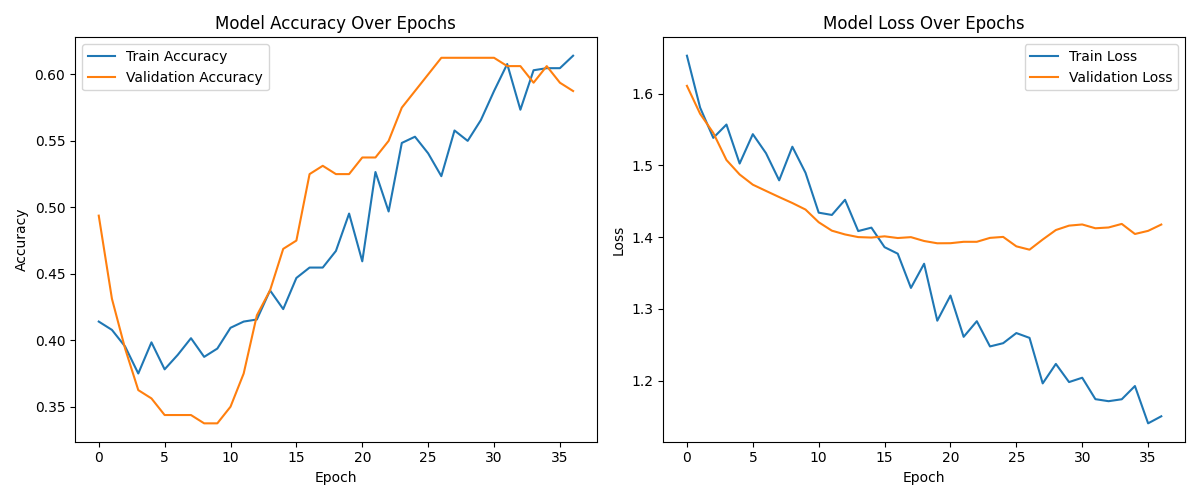 Model Accuracy Over Epochs
Train Accuracy
Validation Accuracy
Accuracy
0.60
0.55
0.50
0.45
0.40
0.35
0 5 10 15 20 25 30 35
Epoch
Model Loss Over Epochs
Train Loss
Validation Loss
Loss
1.6
1.5
1.4
1.3
1.2
0 5 10 15 20 25 30 35
Epoch